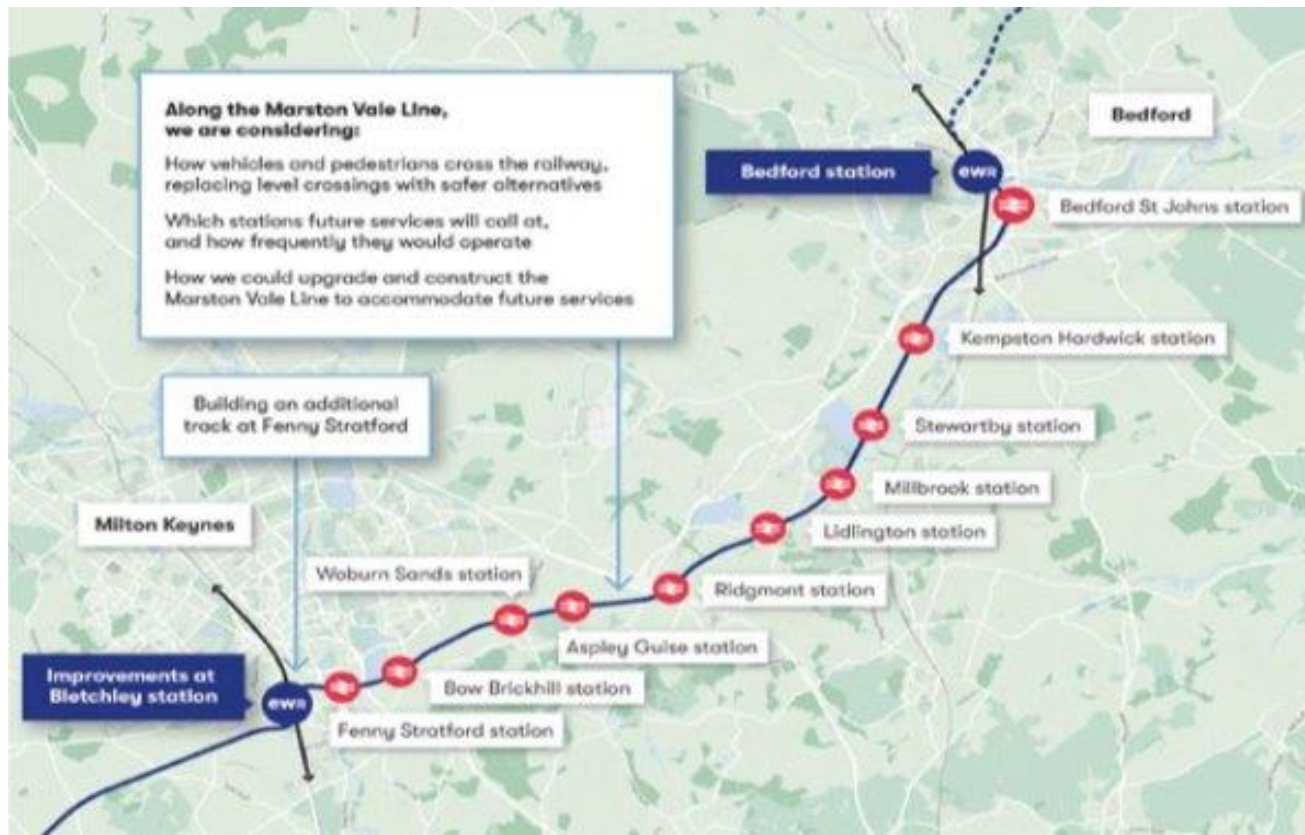 Along the Marston Vale Line,
we are considering:
How vehicles and pedestrians cross the railway,
replacing level crossings with safer alternatives
Which stations future services will call at,
and how frequently they would operate
How we could upgrade and construct the
Marston Vale Line to accommodate future services
Bedford
Bedford station
ewr
Bedford St Johns station
Kempston Hardwick station
Building an additional
track at Fenny Stratford
Stewartby station
Millbrook station
Milton Keynes
Lidlington station
Woburn Sands station
Ridgmont station
Aspley Guise station
Improvements at
Bletchley station
Bow Brickhill station
ewr
Fenny Stratford station